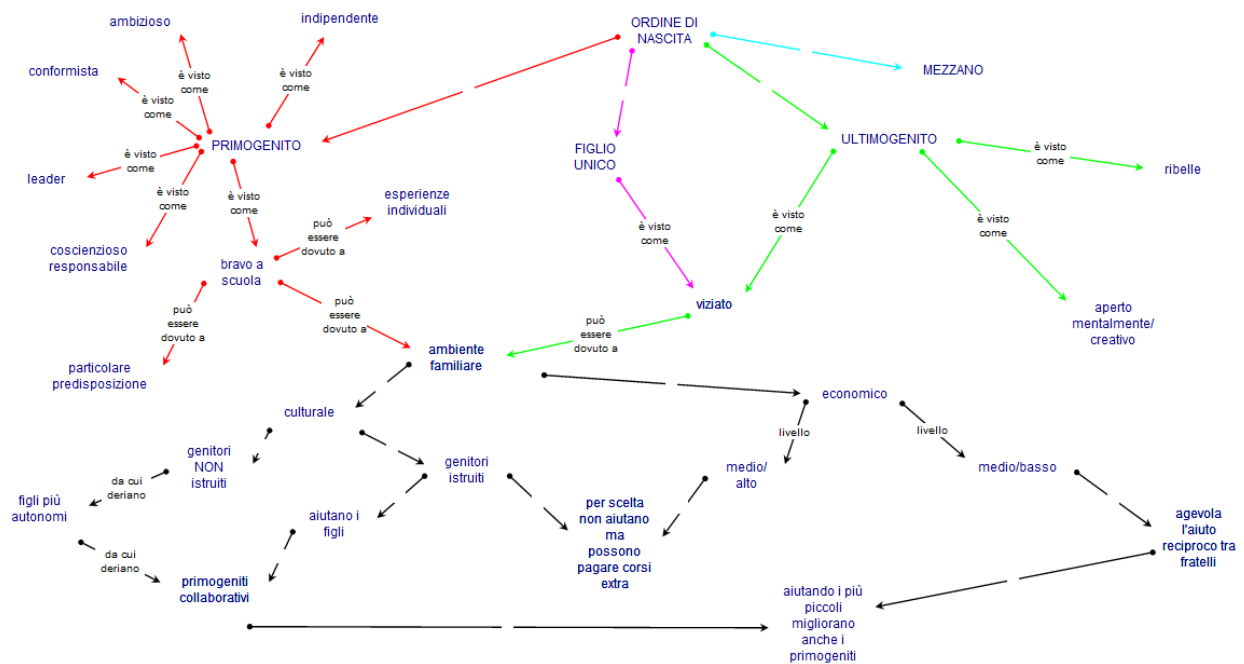 ambizioso
indipendente
ORDINE DI
NASCITA
conformista
è visto
come
è visto
come
è visto
come
MEZZANO
PRIMOGENITO
FIGLIO
UNICO
ULTIMOGENITO
è visto
come
leader
è visto
come
è visto
come
esperienze
individuali
è visto
come
ribelle
può
essere
dovuto a
è visto
come
è visto
come
è visto
come
coscienzioso
responsabile
bravo a
scuola
può
essere
dovuto a
può
essere
dovuto a
viziato
può
essere
dovuto a
aperto
mentalmente/
creativo
particolare
predisposizione
ambiente
familiare
economico
culturale
livello
livello
genitori
NON
istruiti
genitori
istruiti
medio/
alto
medio/basso
da cui
deriano
figli più
autonomi
aiutano i
figli
per scelta
non aiutano
ma
possono
pagare corsi
extra
agevola
l'aiuto
reciproco tra
fratelli
da cui
deriano
primogeniti
collaborativi
aiutando i più
piccoli
migliorano
anche i
primogeniti